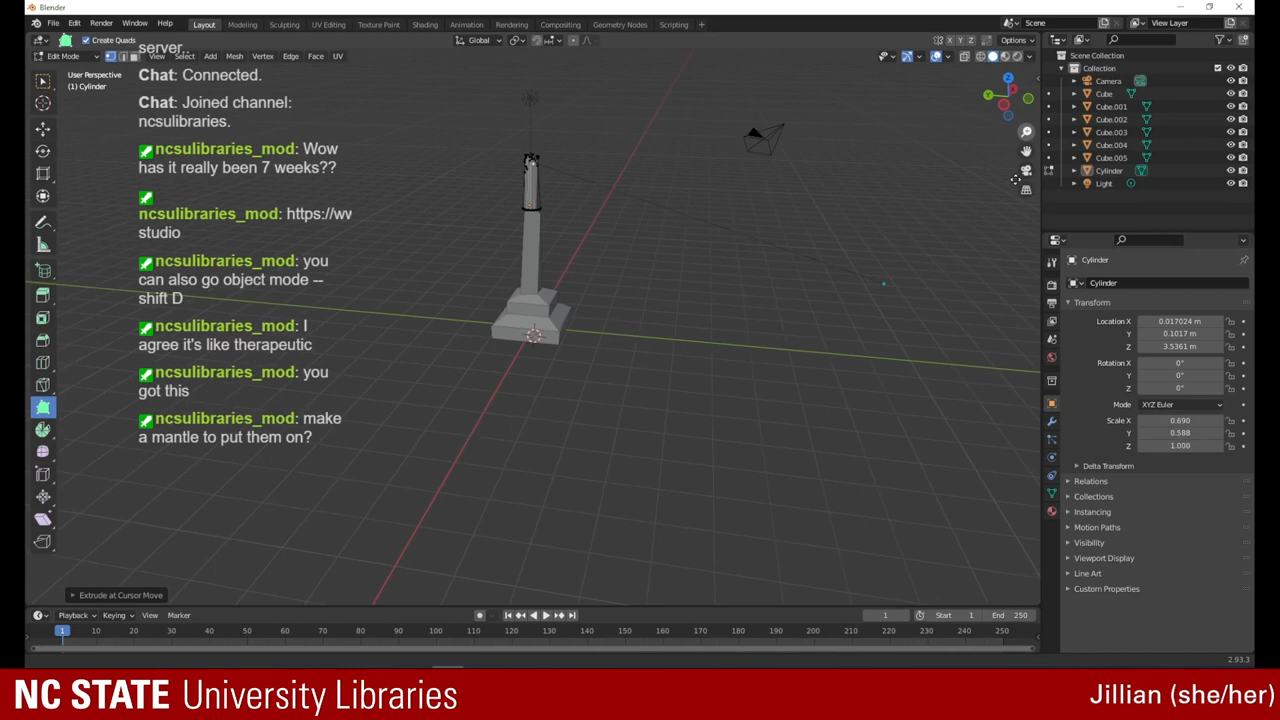 Blender
File Edit Render Window Help Layout Modeling Sculpting UV Editing Texture Paint Shading Animation Rendering Compositing Geometry Nodes Scripting + Scene View Layer
Create Quads Global X Y Z Options
Edit Mode View Select Add Mesh Vertex Edge Face UV
User Perspective
(1) Cylinder
server..
Chat: Connected.
Chat: Joined channel:
ncsulibraries.
ncsulibraries_mod: Wow
has it really been 7 weeks??
ncsulibraries_mod: https://ww
studio
ncsulibraries_mod: you
can also go object mode --
shift D
ncsulibraries_mod: I
agree it's like therapeutic
ncsulibraries_mod: you
got this
ncsulibraries_mod: make
a mantle to put them on?
Extrude at Cursor Move
Scene Collection
Collection
Camera
Cube
Cube.001
Cube.002
Cube.003
Cube.004
Cube.005
Cylinder
Light
Cylinder
Cylinder
Transform
Location X 0.017024 m
Y 0.1017 m
Z 3.5361 m
Rotation X 0°
Y 0°
Z 0°
Mode XYZ Euler
Scale X 0.690
Y 0.588
Z 1.000
Delta Transform
Relations
Collections
Instancing
Motion Paths
Visibility
Viewport Display
Line Art
Custom Properties
Playback Keying View Marker 1 Start 1 End 250
1 10 20 30 40 50 60 70 80 90 100 110 120 130 140 150 160 170 180 190 200 210 220 230 240 250
2.93.3
NC STATE University Libraries
Jillian (she/her)